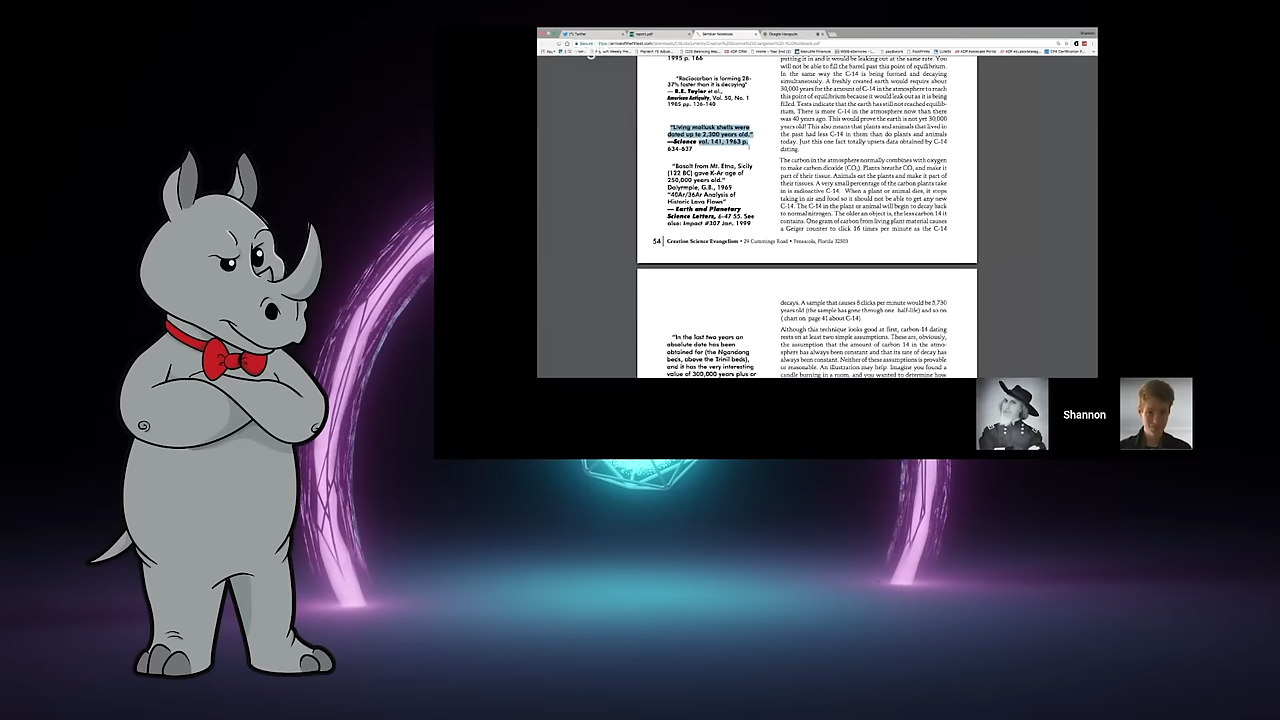 Shannon
1995 p. 166
"Radiocarbon is forming 28-
37% faster than it is decaying"
— R.E. Taylor et al.,
American Antiquity, Vol. 50, No. 1
1985 pp. 136-140
"Living mollusk shells were
dated up to 2,300 years old."
—Science vol. 141, 1963 p.
634-637
"Basalt from Mt. Etna, Sicily
(122 BC) gave K-Ar age of
250,000 years old."
Dalyrmple, G.B., 1969
"40Ar/36Ar Analysis of
Historic Lava Flows"
— Earth and Planetary
Science Letters, 6-47 55. See
also: Impact #307 Jan. 1999
putting it in and it would be leaking out at the same rate. You
will not be able to fill the barrel past this point of equilibrium.
In the same way the C-14 is being formed and decaying
simultaneously. A freshly created earth would require about
30,000 years for the amount of C-14 in the atmosphere to reach
this point of equilibrium because it would leak out as it is being
filled. Tests indicate that the earth has still not reached equilib-
rium. There is more C-14 in the atmosphere now than there
was 40 years ago. This would prove the earth is not yet 30,000
years old! This also means that plants and animals that lived in
the past had less C-14 in them than do plants and animals
today. Just this one fact totally upsets data obtained by C-14
dating.
The carbon in the atmosphere normally combines with oxygen
to make carbon dioxide (CO₂). Plants breathe CO₂ and make it
part of their tissue. Animals eat the plants and make it part of
their tissues. A very small percentage of the carbon plants take
in is radioactive C-14. When a plant or animal dies, it stops
taking in air and food so it should not be able to get any new
C-14. The C-14 in the plant or animal will begin to decay back
to normal nitrogen. The older an object is, the less carbon 14 it
contains. One gram of carbon from living plant material causes
a Geiger counter to click 16 times per minute as the C-14
54 Creation Science Evangelism • 29 Cummings Road • Pensacola, Florida 32503
decays. A sample that causes 8 clicks per minute would be 5,730
years old (the sample has gone through one half-life) and so on
( chart on page 41 about C-14).
Although this technique looks good at first, carbon-14 dating
rests on at least two simple assumptions. These are, obviously,
the assumption that the amount of carbon 14 in the atmo-
sphere has always been constant and that its rate of decay has
always been constant. Neither of these assumptions is provable
or reasonable. An illustration may help: Imagine you found a
candle burning in a room, and you wanted to determine how
"In the last two years an
absolute date has been
obtained for (the Ngandong
beds, above the Trinil beds),
and it has the very interesting
value of 300,000 years plus or
Shannon